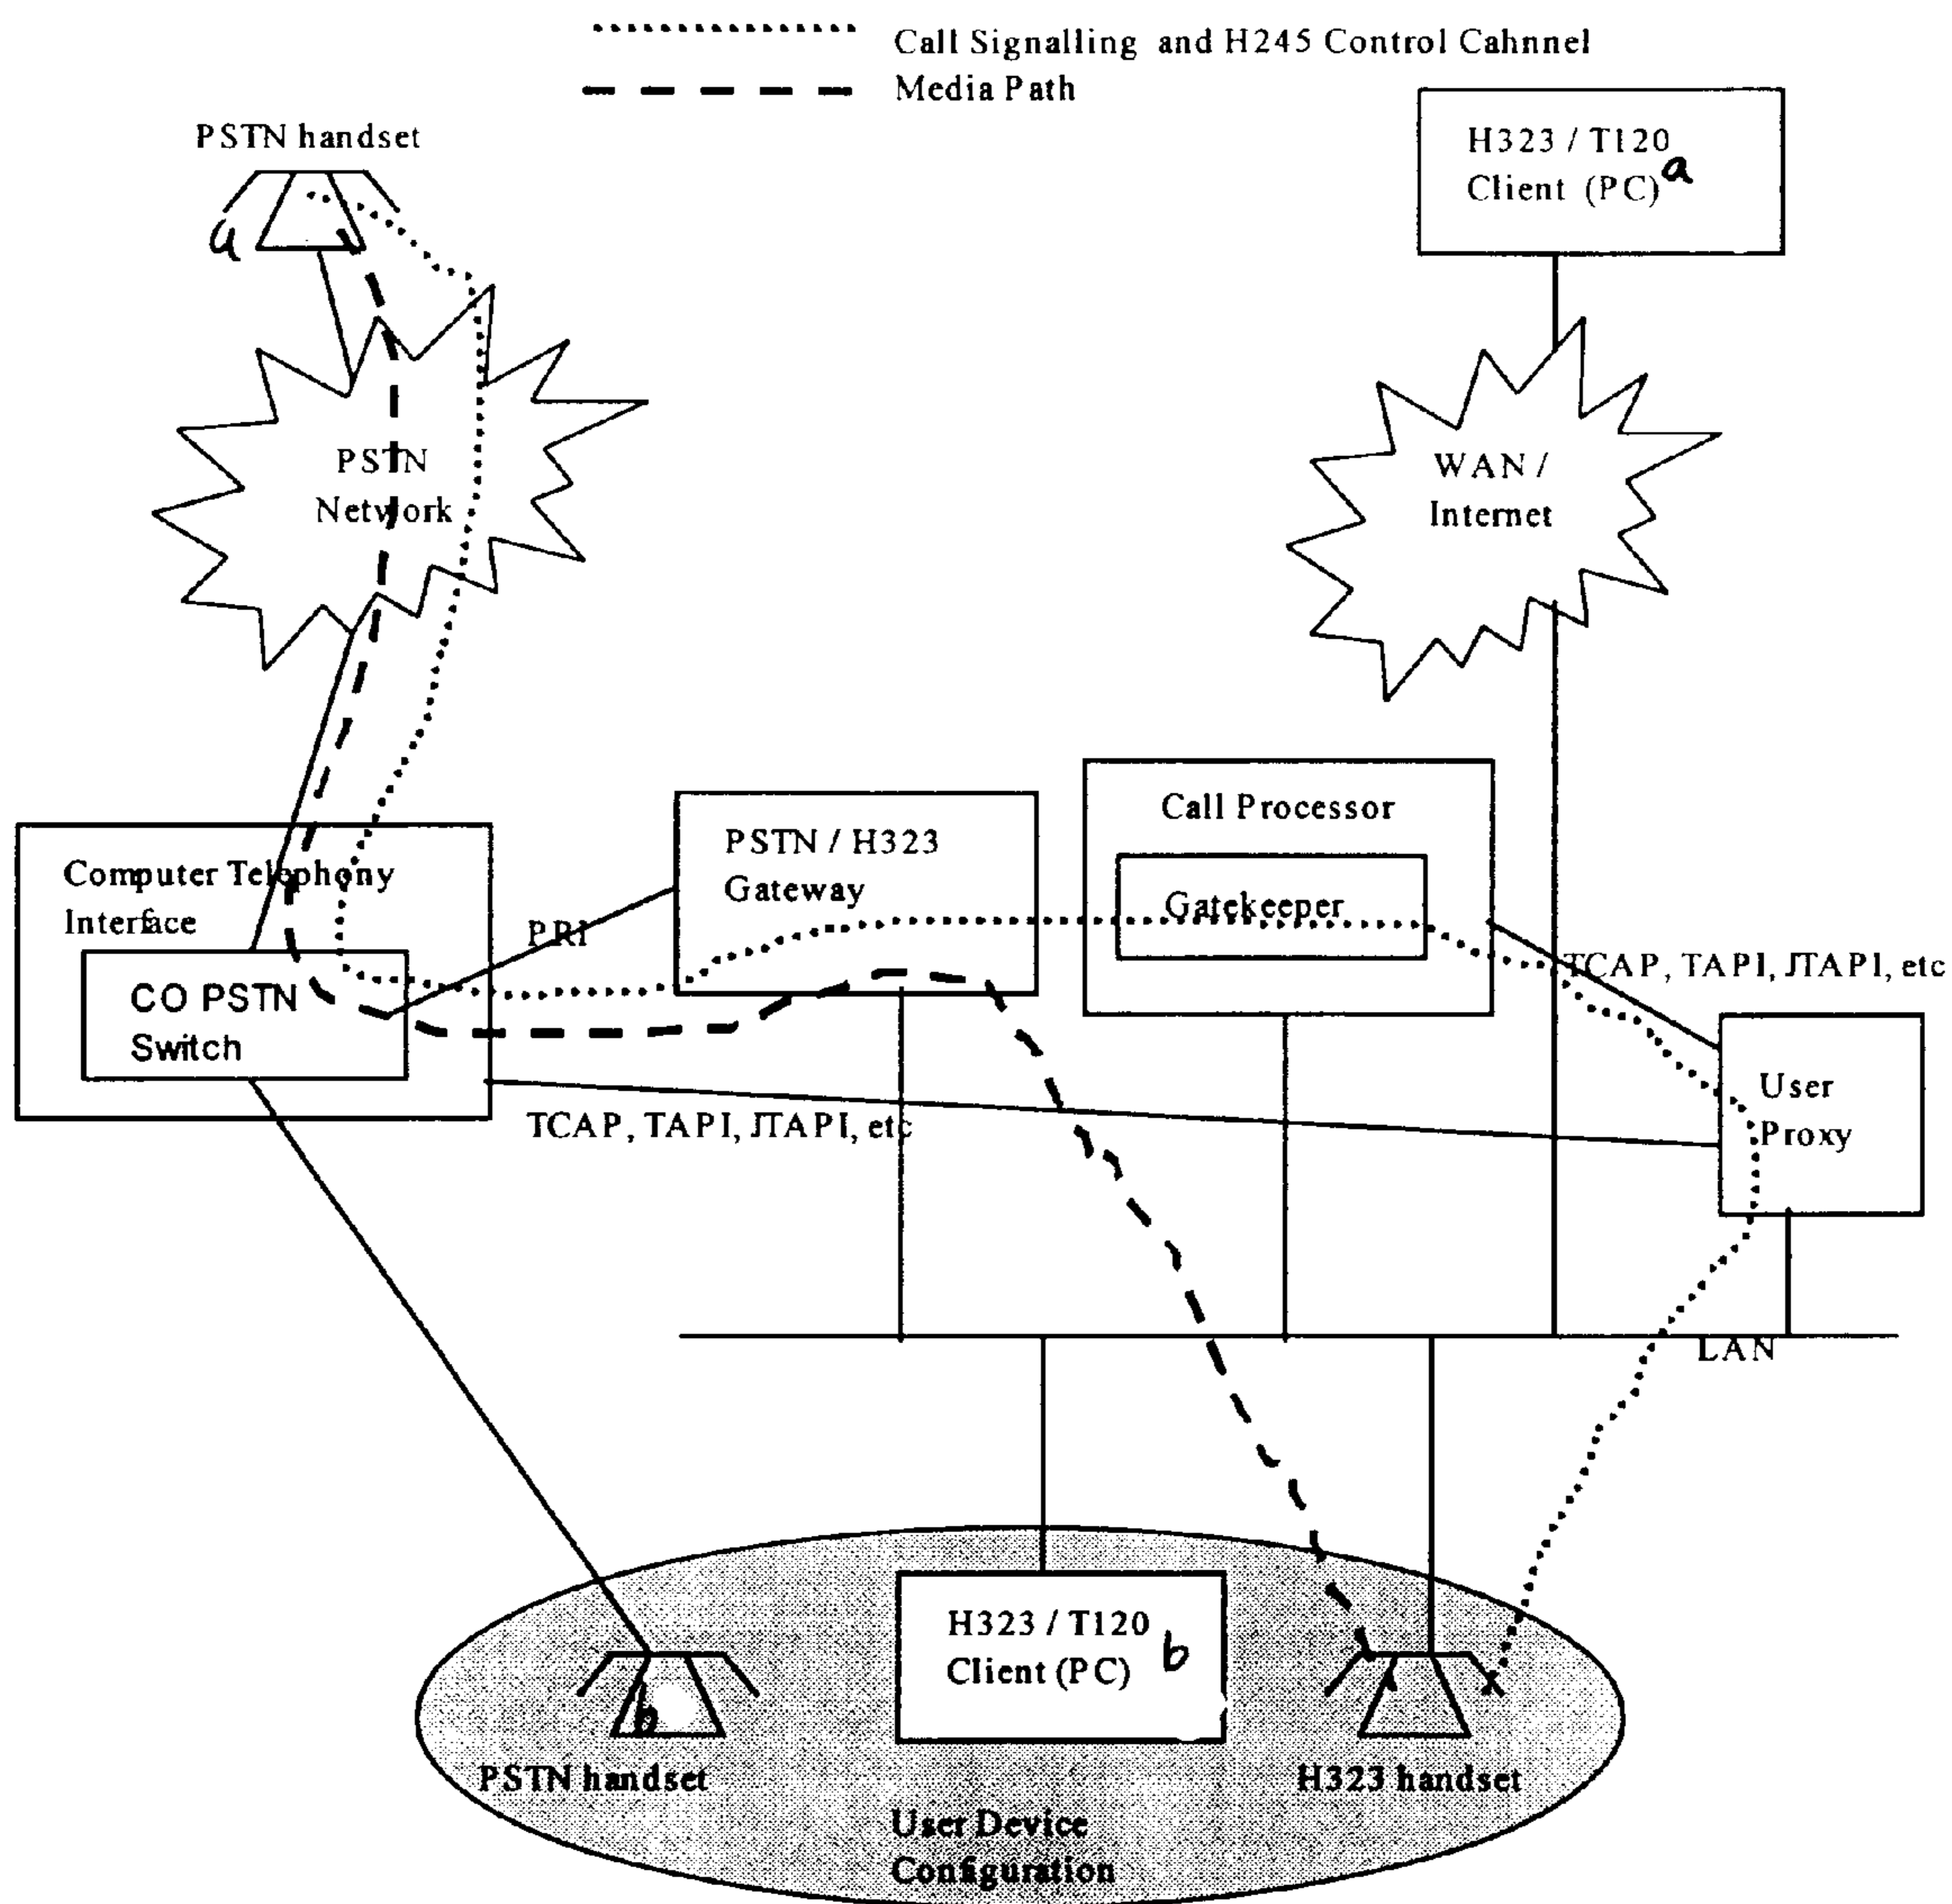 Call Signalling and H245 Control Cahnnel
Media Path
PSTN handset
a
H323 / T120
Client (PC) a
PSTN
Network
WAN /
Internet
Computer Telephony
Interface
CO PSTN
Switch
PRI
PSTN / H323
Gateway
Call Processor
Gatekeeper
TCAP, TAPI, JTAPI, etc
User
Proxy
TCAP, TAPI, JTAPI, etc
LAN
H323 / T120
Client (PC) b
b
PSTN handset
H323 handset
User Device
Configuration